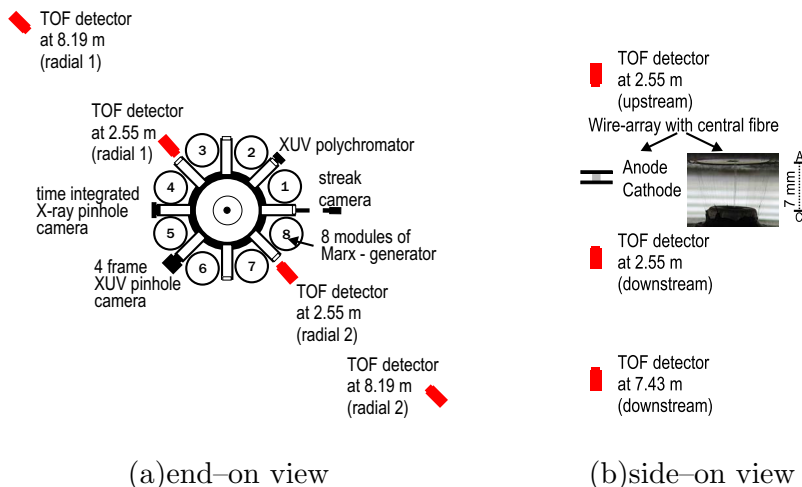 TOF detector
at 8.19 m
(radial 1)
TOF detector
at 2.55 m
(radial 1)
3
2
XUV polychromator
4
1
time integrated
X-ray pinhole
camera
streak
camera
5
8
8 modules of
Marx - generator
4 frame
XUV pinhole
camera
6
7
TOF detector
at 2.55 m
(radial 2)
TOF detector
at 8.19 m
(radial 2)
(a)end–on view
TOF detector
at 2.55 m
(upstream)
Wire-array with central fibre
Anode
Cathode
A
7 mm
C
TOF detector
at 2.55 m
(downstream)
TOF detector
at 7.43 m
(downstream)
(b)side–on view